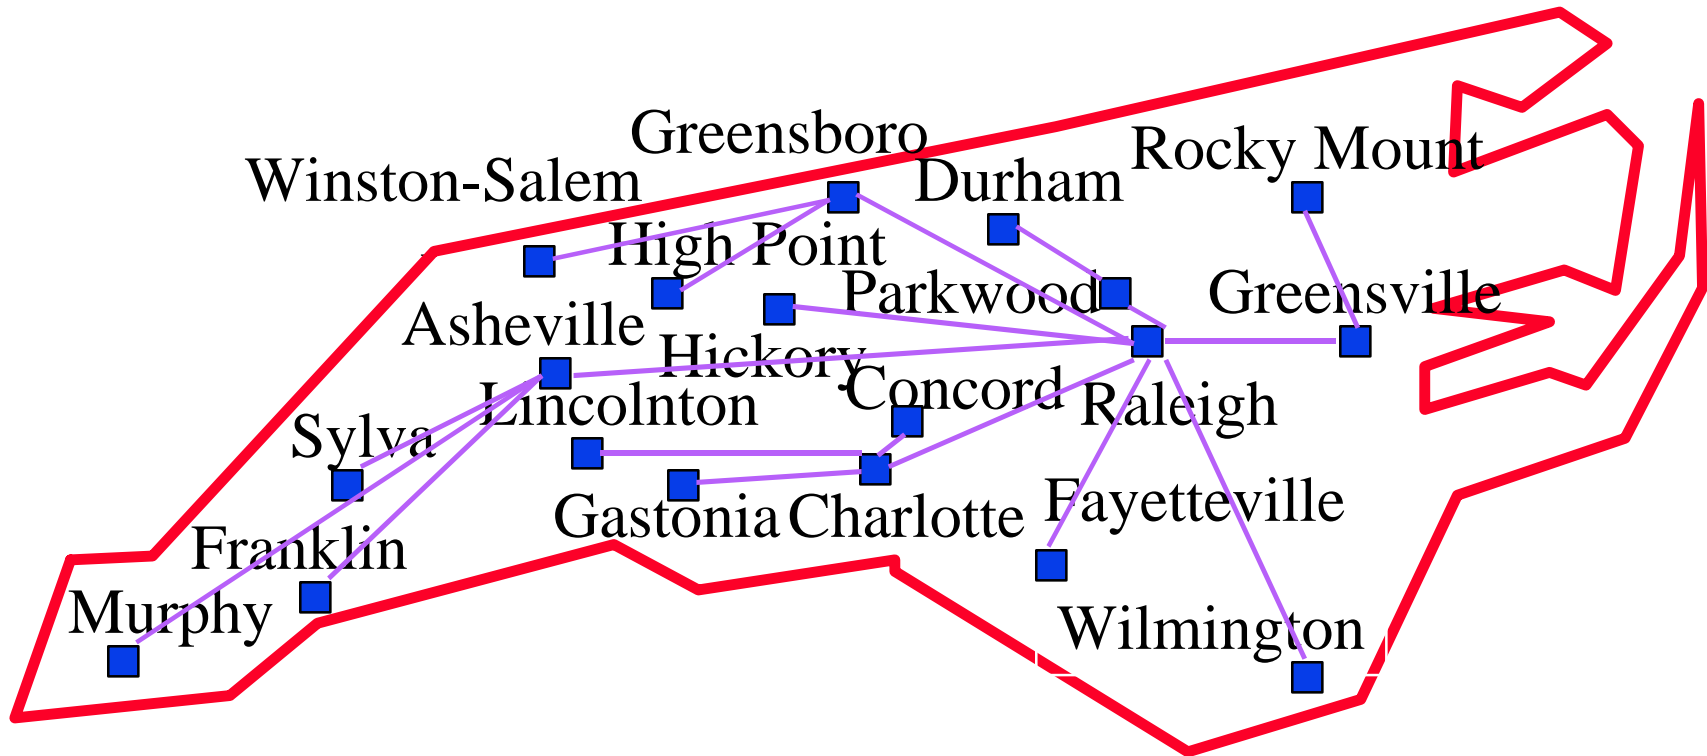 Greensboro
Rocky Mount
Winston-Salem
Durham
High Point
Parkwood
Greensville
Asheville
Hickory
Concord
Lincolnton
Raleigh
Sylva
Fayetteville
Gastonia
Charlotte
Franklin
Murphy
Wilmington